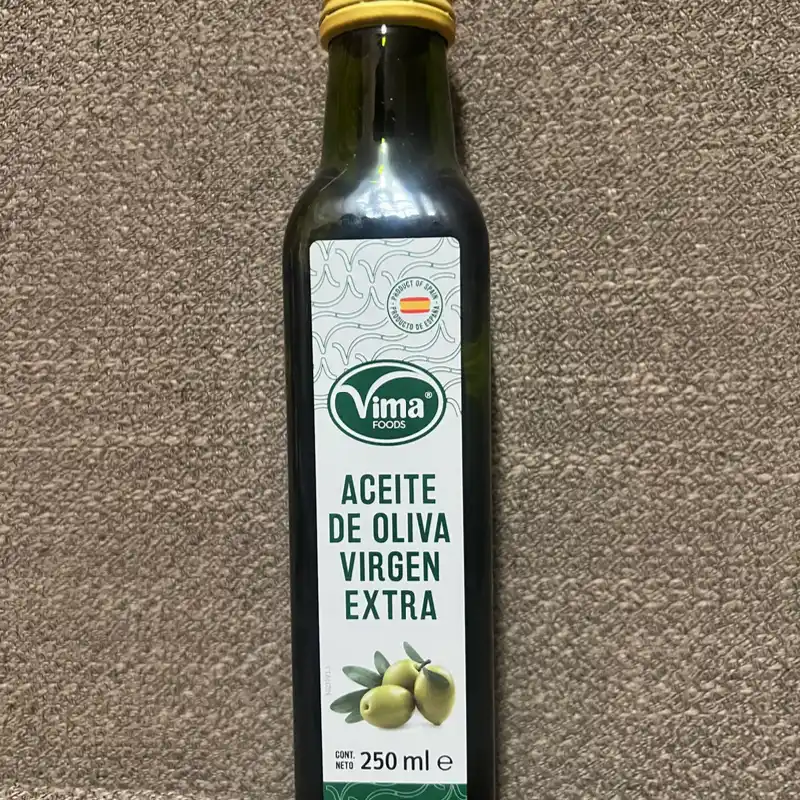 PRODUCT OF SPAIN
PRODUCTO DE ESPAÑA
Vima®
FOODS
ACEITE
DE OLIVA
VIRGEN
EXTRA
CONT.
NETO 250 ml ℮